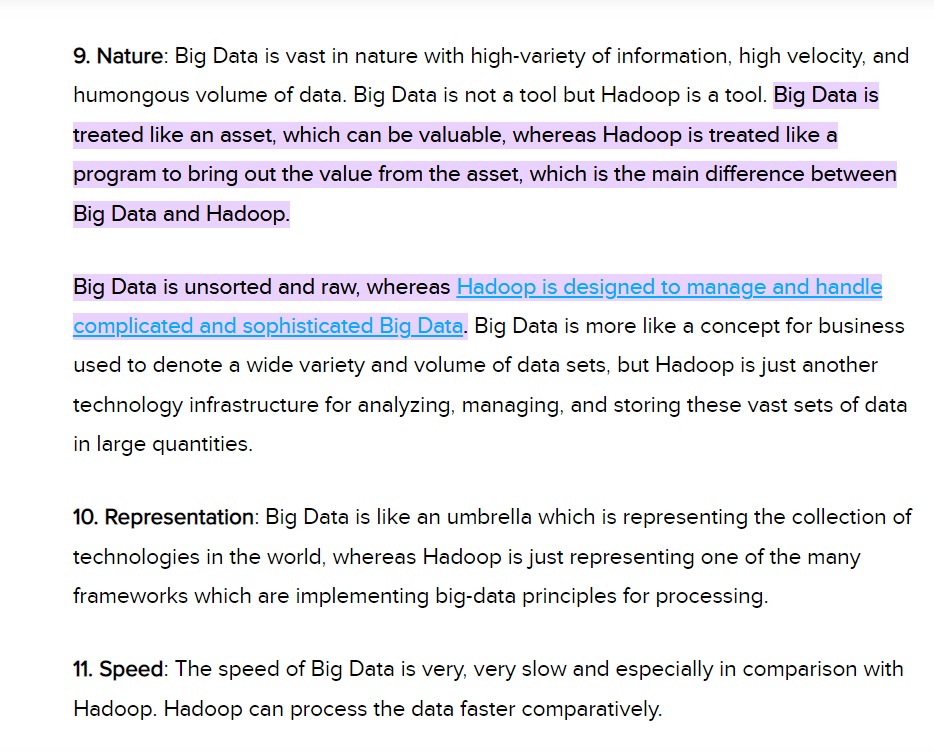 9. Nature: Big Data is vast in nature with high-variety of information, high velocity, and
humongous volume of data. Big Data is not a tool but Hadoop is a tool. Big Data is
treated like an asset, which can be valuable, whereas Hadoop is treated like a
program to bring out the value from the asset, which is the main difference between
Big Data and Hadoop.
Big Data is unsorted and raw, whereas Hadoop is designed to manage and handle
complicated and sophisticated Big Data. Big Data is more like a concept for business
used to denote a wide variety and volume of data sets, but Hadoop is just another
technology infrastructure for analyzing, managing, and storing these vast sets of data
in large quantities.
10. Representation: Big Data is like an umbrella which is representing the collection of
technologies in the world, whereas Hadoop is just representing one of the many
frameworks which are implementing big-data principles for processing.
11. Speed: The speed of Big Data is very, very slow and especially in comparison with
Hadoop. Hadoop can process the data faster comparatively.